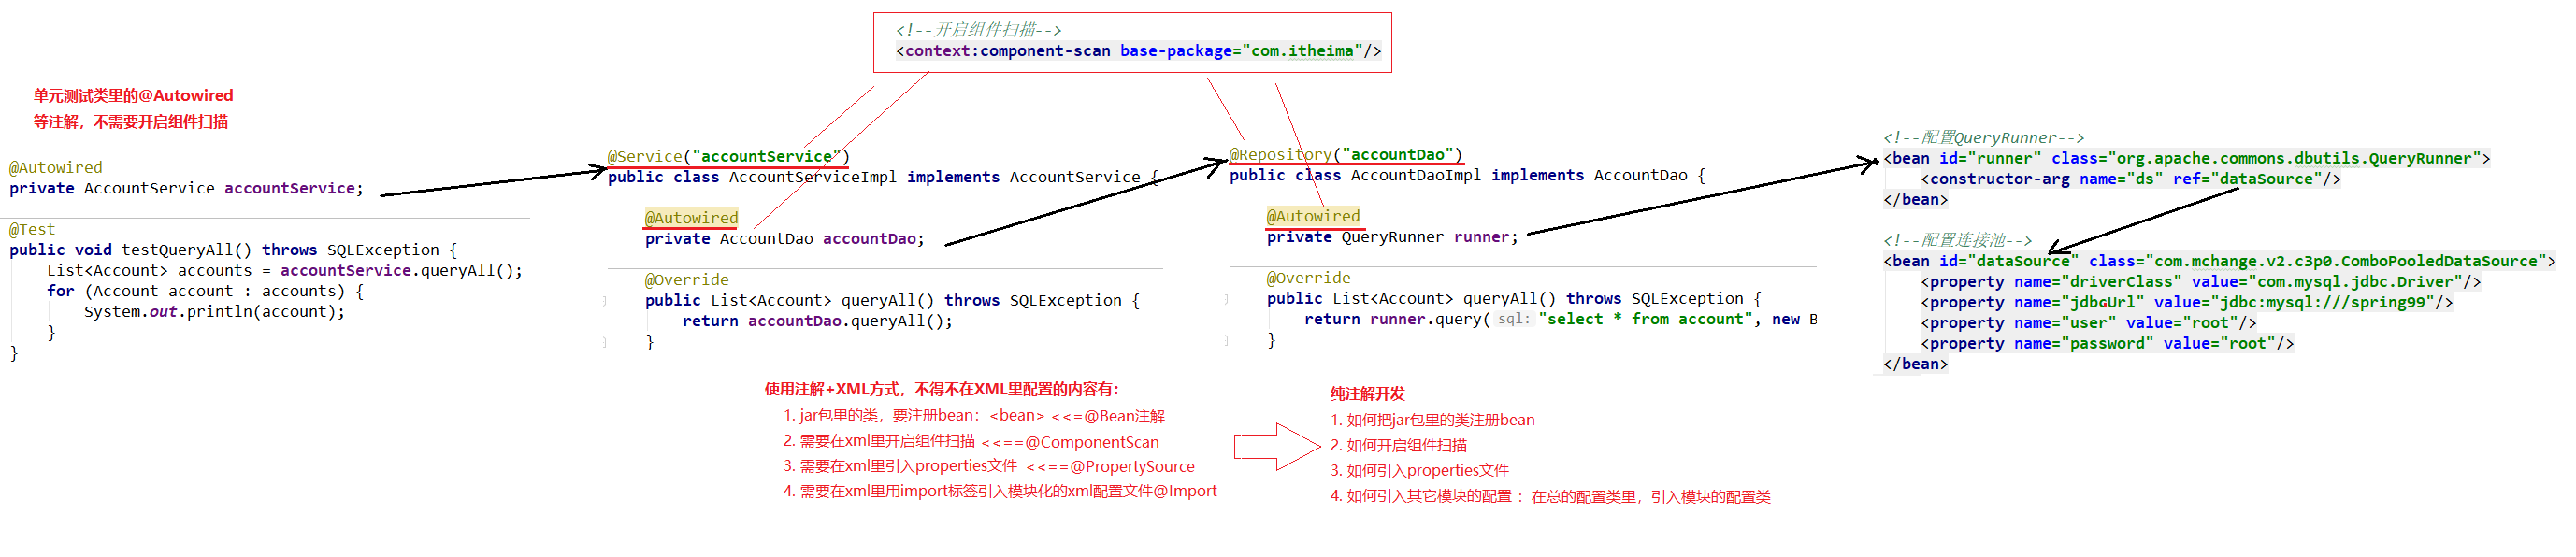 <!--开启组件扫描-->
<context:component-scan base-package="com.itheima"/>
单元测试类里的@Autowired
等注解，不需要开启组件扫描
@Autowired
private AccountService accountService;
@Test
public void testQueryAll() throws SQLException {
    List<Account> accounts = accountService.queryAll();
    for (Account account : accounts) {
        System.out.println(account);
    }
}
@Service("accountService")
public class AccountServiceImpl implements AccountService {
    @Autowired
    private AccountDao accountDao;
    @Override
    public List<Account> queryAll() throws SQLException {
        return accountDao.queryAll();
    }
@Repository("accountDao")
public class AccountDaoImpl implements AccountDao {
    @Autowired
    private QueryRunner runner;
    @Override
    public List<Account> queryAll() throws SQLException {
        return runner.query( sql: "select * from account", new B
    }
<!--配置QueryRunner-->
<bean id="runner" class="org.apache.commons.dbutils.QueryRunner">
    <constructor-arg name="ds" ref="dataSource"/>
</bean>
<!--配置连接池-->
<bean id="dataSource" class="com.mchange.v2.c3p0.ComboPooledDataSource">
    <property name="driverClass" value="com.mysql.jdbc.Driver"/>
    <property name="jdbcUrl" value="jdbc:mysql:///spring99"/>
    <property name="user" value="root"/>
    <property name="password" value="root"/>
</bean>
使用注解+XML方式，不得不在XML里配置的内容有：
1. jar包里的类，要注册bean：<bean> <<=@Bean注解
2. 需要在xml里开启组件扫描 <<==@ComponentScan
3. 需要在xml里引入properties文件 <<==@PropertySource
4. 需要在xml里用import标签引入模块化的xml配置文件@Import
纯注解开发
1. 如何把jar包里的类注册bean
2. 如何开启组件扫描
3. 如何引入properties文件
4. 如何引入其它模块的配置 ：在总的配置类里，引入模块的配置类